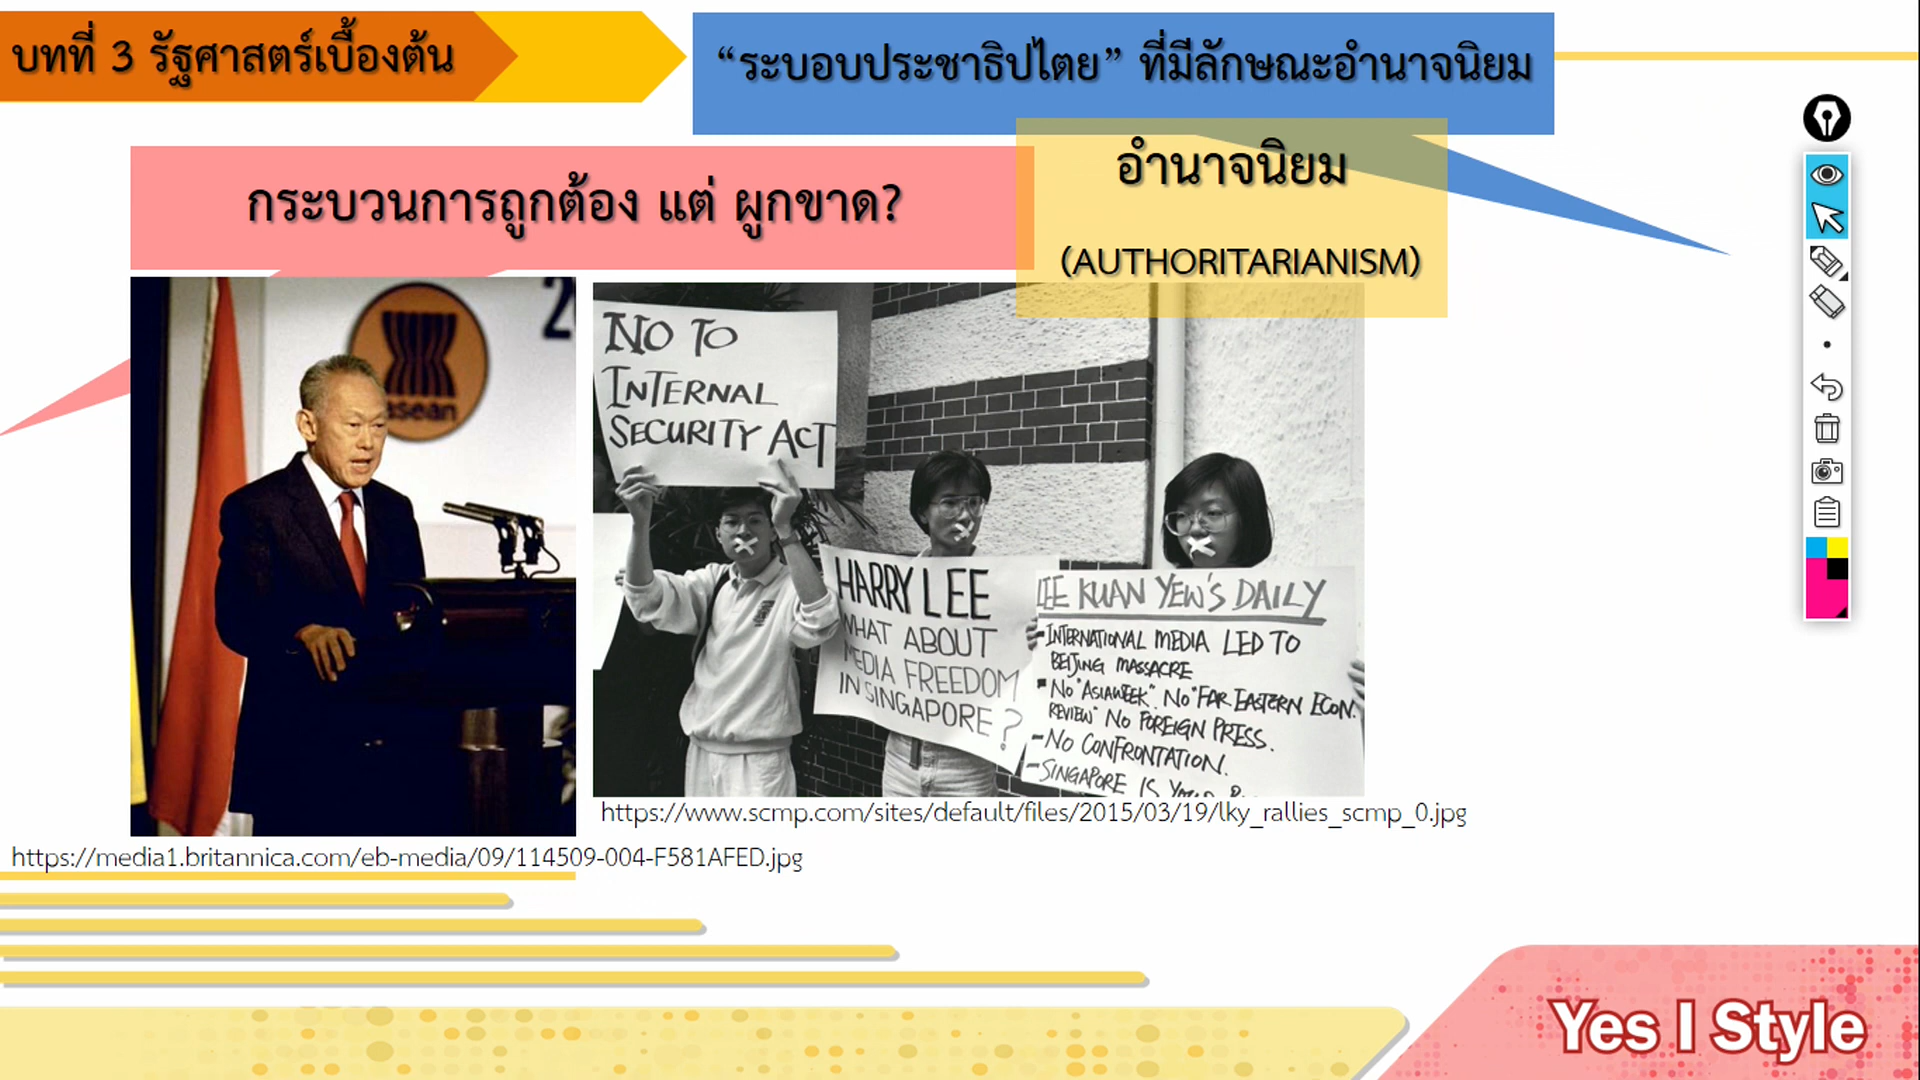 บทที่ 3 รัฐศาสตร์เบื้องต้น
“ระบอบประชาธิปไตย” ที่มีลักษณะอำนาจนิยม
กระบวนการถูกต้อง แต่ ผูกขาด?
อำนาจนิยม
(AUTHORITARIANISM)
2
asean
NO TO
INTERNAL
SECURITY ACT
HARRY LEE
WHAT ABOUT
MEDIA FREEDOM
IN SINGAPORE?
LEE KUAN YEW'S DAILY
-INTERNATIONAL MEDIA LED TO
BEIJING MASSACRE
-NO "ASIAWEEK". NO "FAR EASTERN ECON.
REVIEW" NO FOREIGN PRESS.
-NO CONFRONTATION.
-SINGAPORE IS
https://www.scmp.com/sites/default/files/2015/03/19/lky_rallies_scmp_0.jpg
https://media1.britannica.com/eb-media/09/114509-004-F581AFED.jpg
Yes I Style